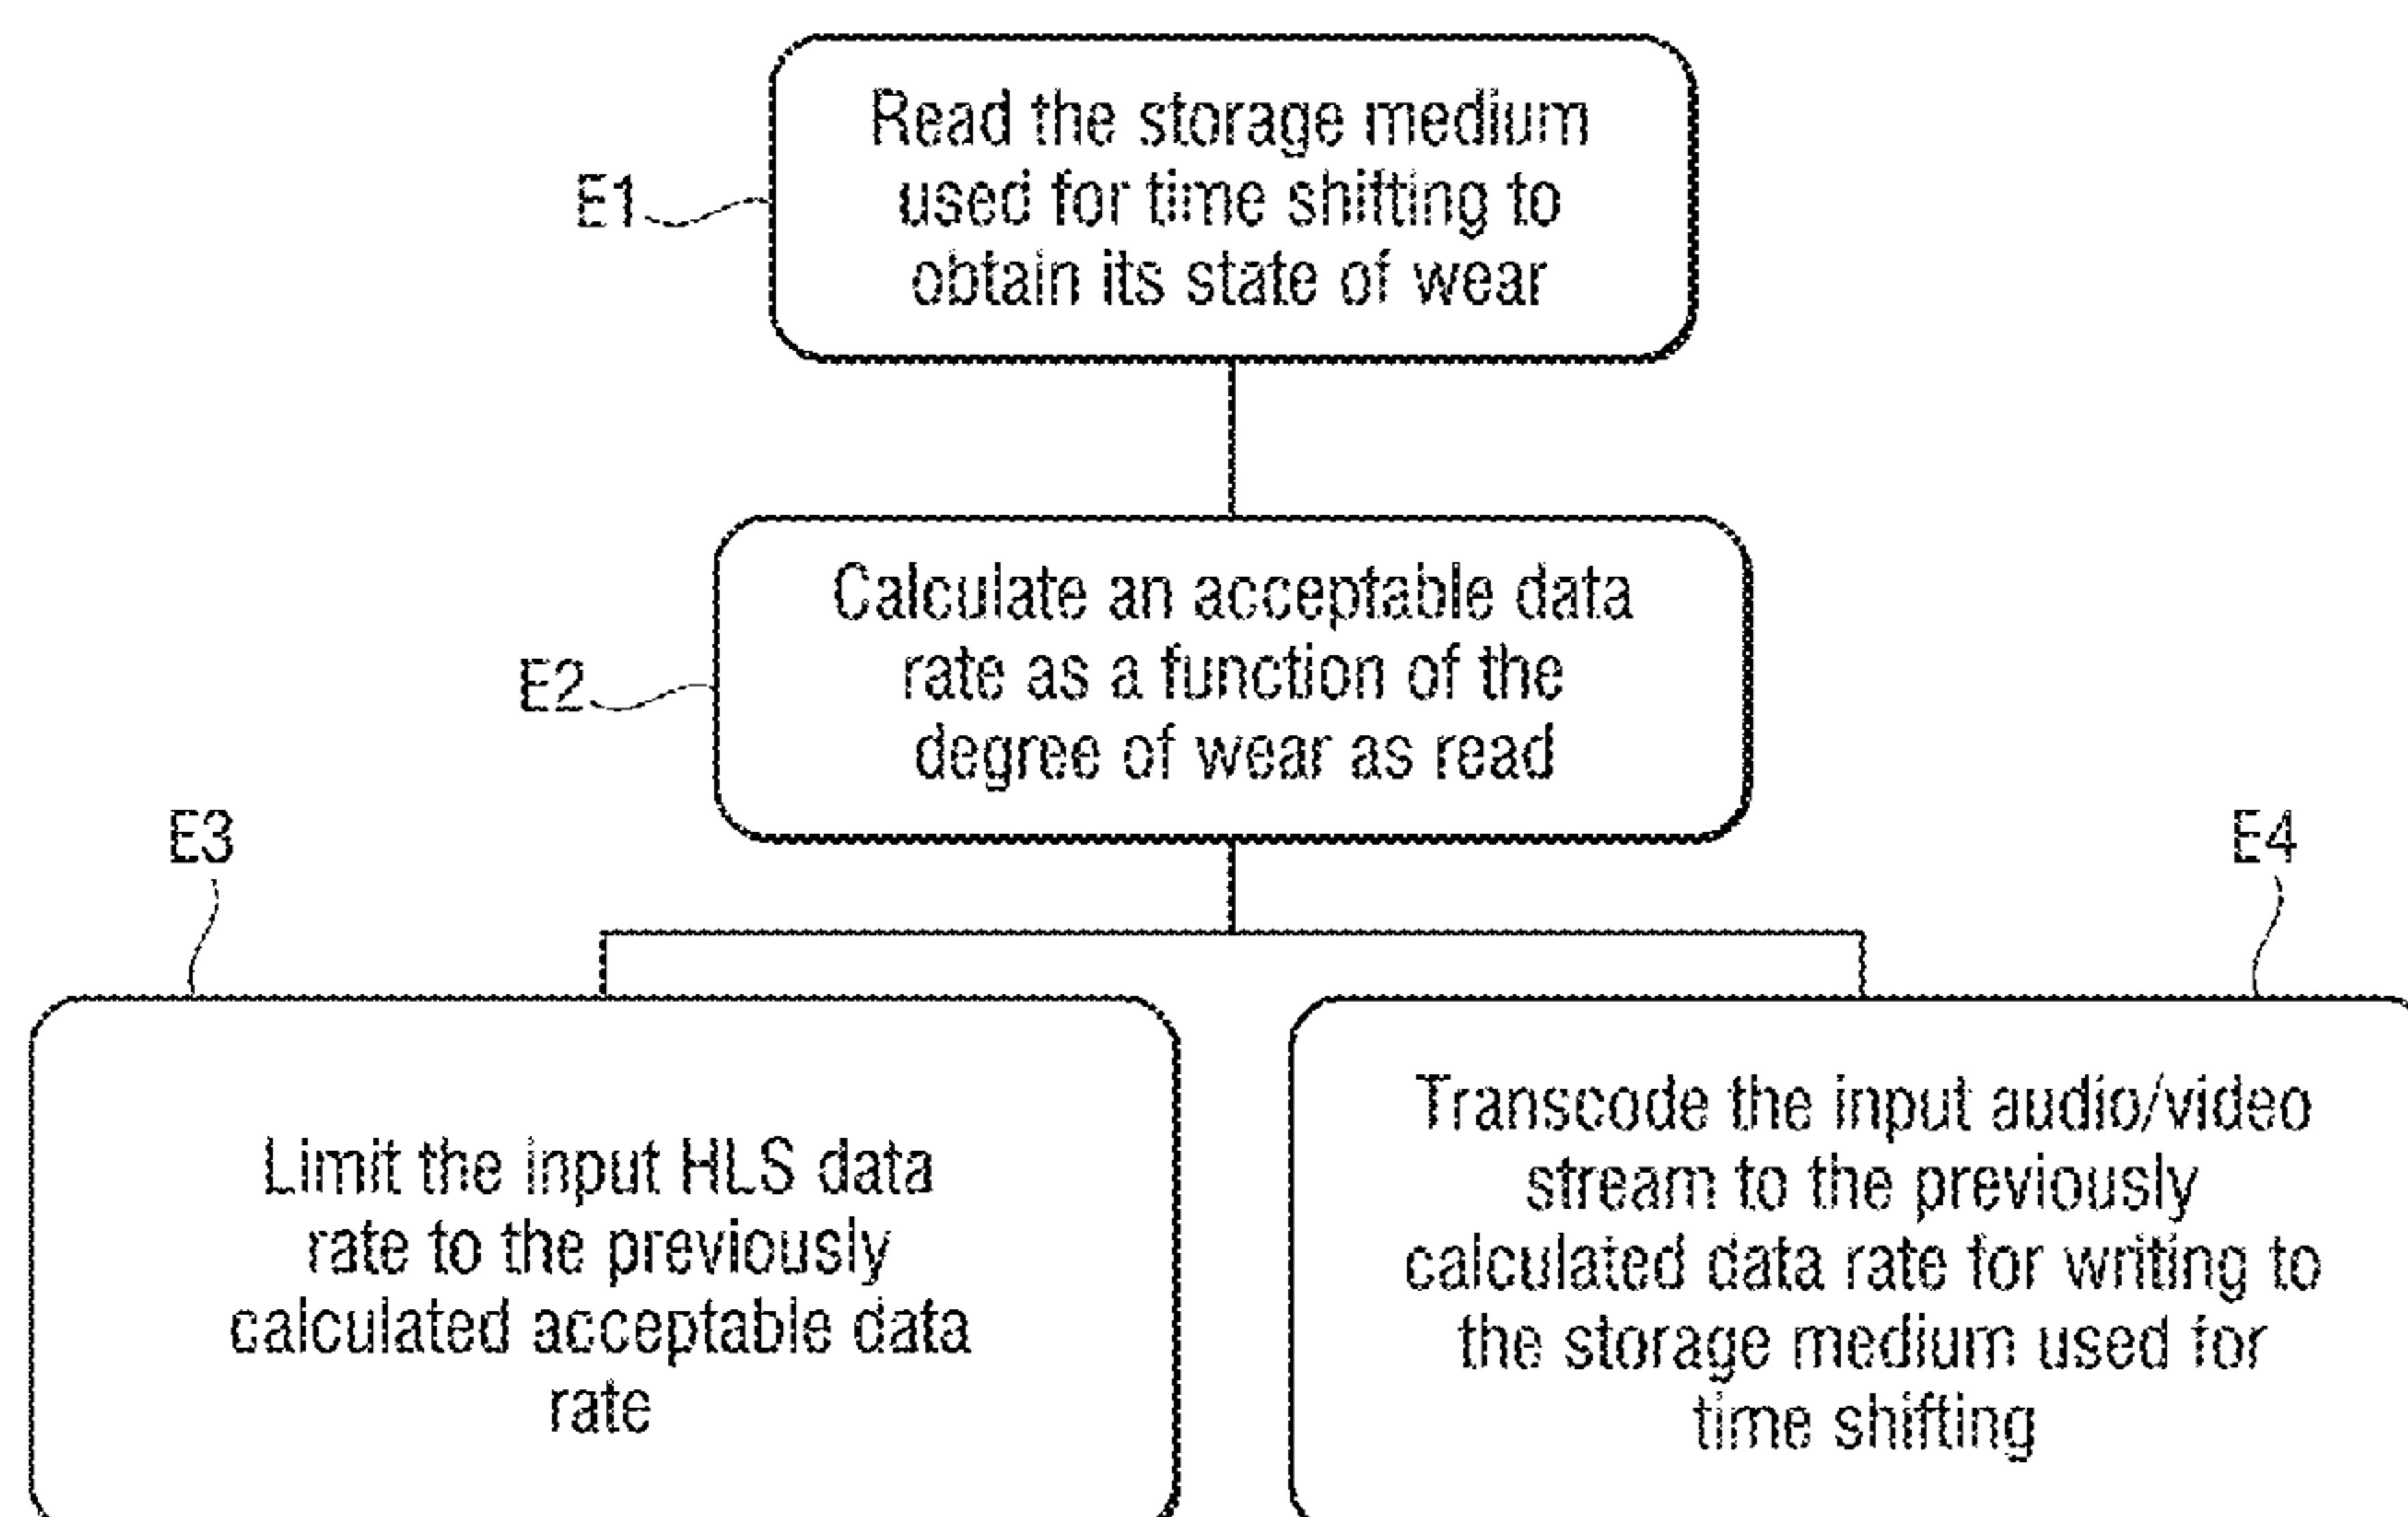 E1
Read the storage medium
used for time shifting to
obtain its state of wear
E2
Calculate an acceptable data
rate as a function of the
degree of wear as read
E3
Limit the input HLS data
rate to the previously
calculated acceptable data
rate
E4
Transcode the input audio/video
stream to the previously
calculated data rate for writing to
the storage medium used for
time shifting